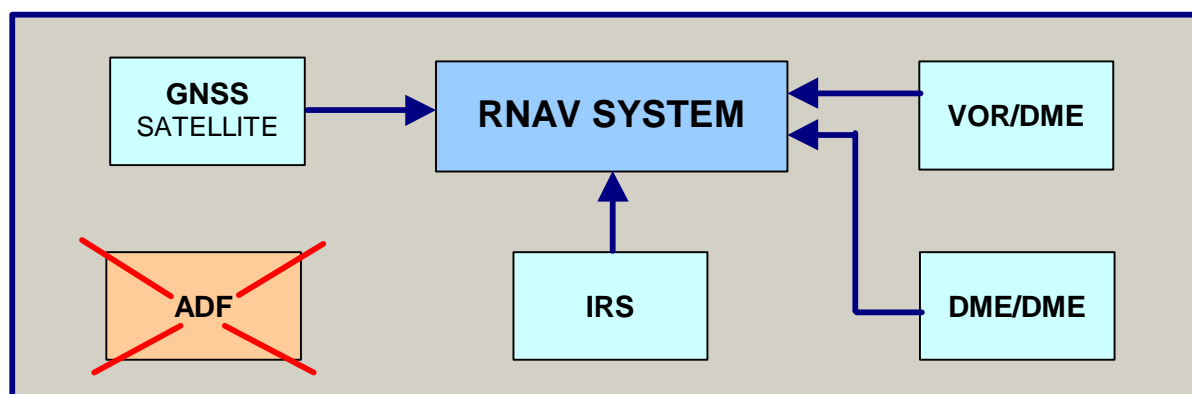 GNSS
SATELLITE
RNAV SYSTEM
VOR/DME
ADF
IRS
DME/DME